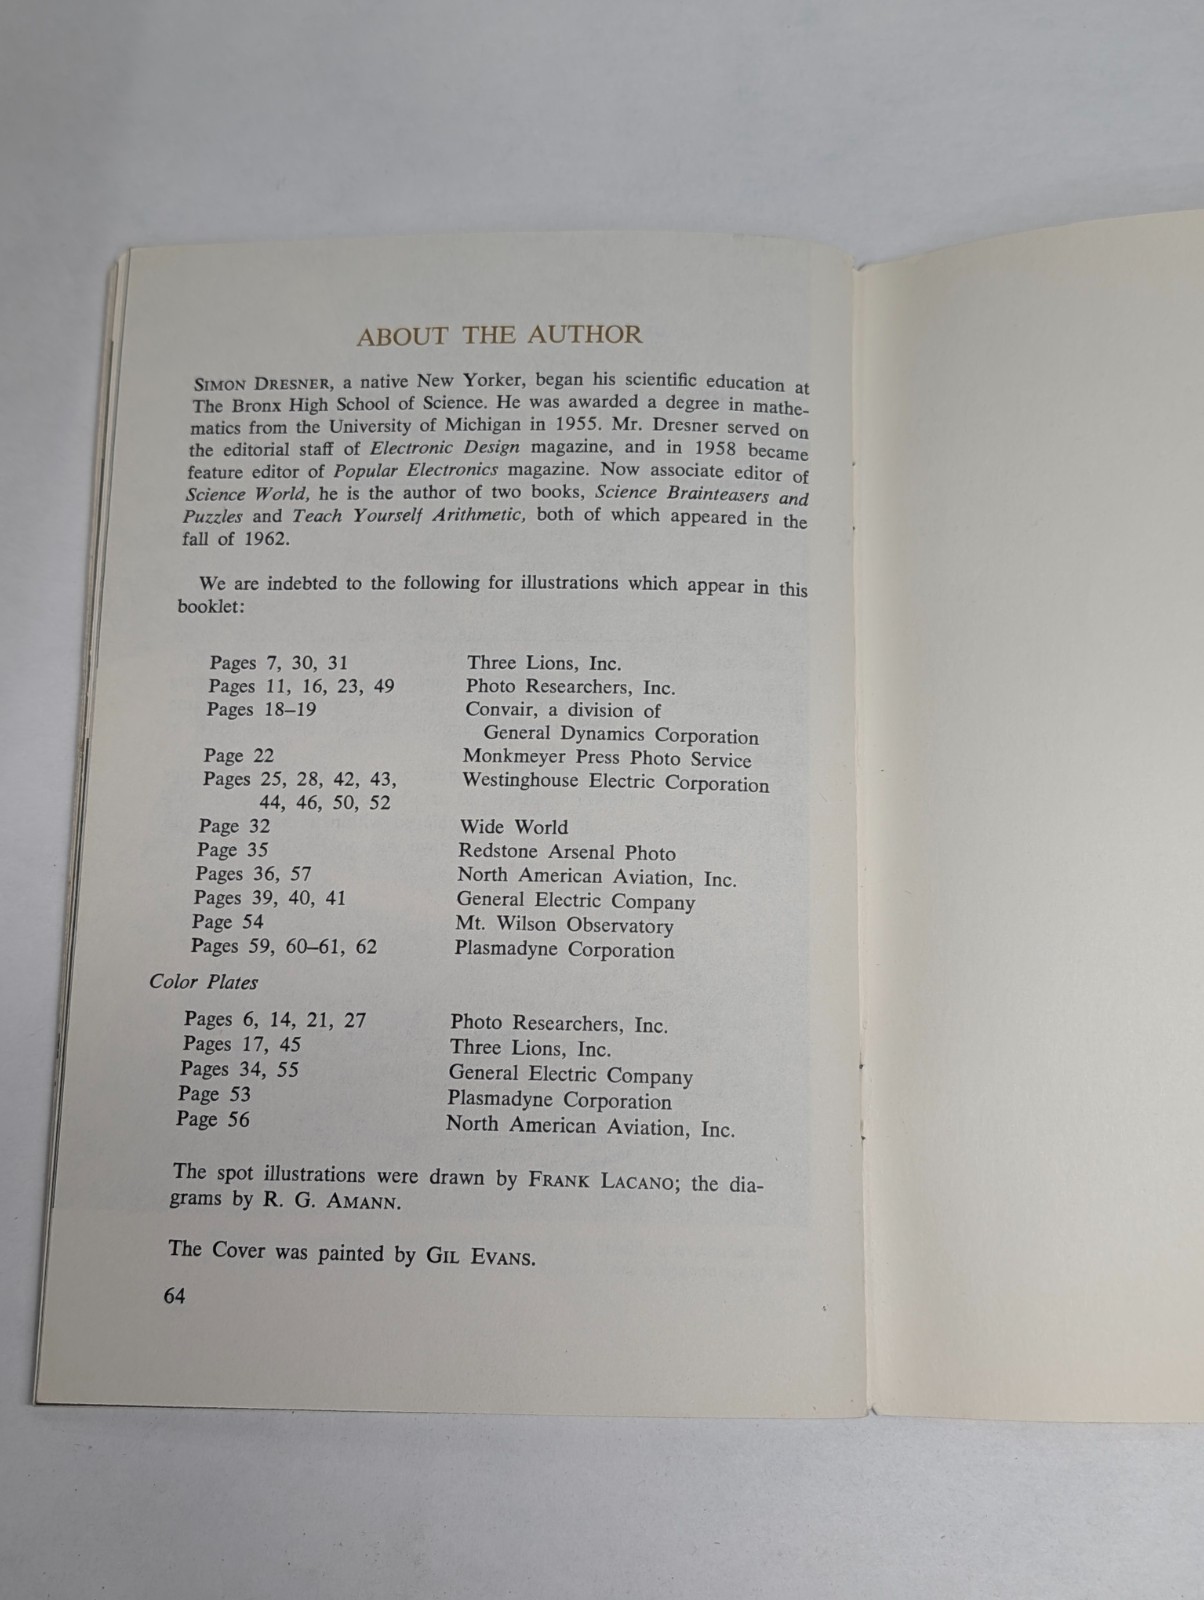 ABOUT THE AUTHOR
SIMON DRESNER, a native New Yorker, began his scientific education at
The Bronx High School of Science. He was awarded a degree in mathe-
matics from the University of Michigan in 1955. Mr. Dresner served on
the editorial staff of Electronic Design magazine, and in 1958 became
feature editor of Popular Electronics magazine. Now associate editor of
Science World, he is the author of two books, Science Brainteasers and
Puzzles and Teach Yourself Arithmetic, both of which appeared in the
fall of 1962.
We are indebted to the following for illustrations which appear in this
booklet:
Pages 7, 30, 31 Three Lions, Inc.
Pages 11, 16, 23, 49 Photo Researchers, Inc.
Pages 18–19 Convair, a division of
General Dynamics Corporation
Page 22 Monkmeyer Press Photo Service
Pages 25, 28, 42, 43, Westinghouse Electric Corporation
44, 46, 50, 52
Page 32 Wide World
Page 35 Redstone Arsenal Photo
Pages 36, 57 North American Aviation, Inc.
Pages 39, 40, 41 General Electric Company
Page 54 Mt. Wilson Observatory
Pages 59, 60–61, 62 Plasmadyne Corporation
Color Plates
Pages 6, 14, 21, 27 Photo Researchers, Inc.
Pages 17, 45 Three Lions, Inc.
Pages 34, 55 General Electric Company
Page 53 Plasmadyne Corporation
Page 56 North American Aviation, Inc.
The spot illustrations were drawn by FRANK LACANO; the dia-
grams by R. G. AMANN.
The Cover was painted by GIL EVANS.
64